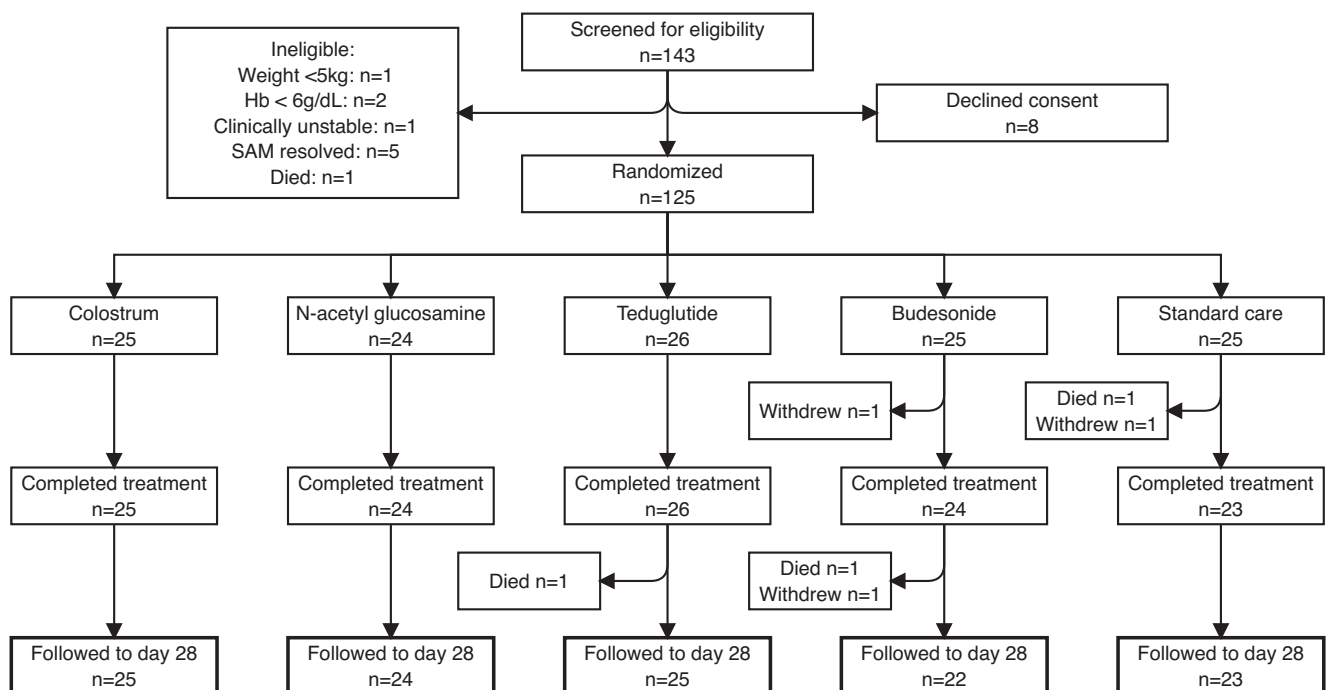 Screened for eligibility
n=143
Ineligible:
Weight <5kg: n=1
Hb < 6g/dL: n=2
Clinically unstable: n=1
SAM resolved: n=5
Died: n=1
Declined consent
n=8
Randomized
n=125
Colostrum
n=25
N-acetyl glucosamine
n=24
Teduglutide
n=26
Budesonide
n=25
Standard care
n=25
Withdrew n=1
Died n=1
Withdrew n=1
Completed treatment
n=25
Completed treatment
n=24
Completed treatment
n=26
Completed treatment
n=24
Completed treatment
n=23
Died n=1
Died n=1
Withdrew n=1
Followed to day 28
n=25
Followed to day 28
n=24
Followed to day 28
n=25
Followed to day 28
n=22
Followed to day 28
n=23